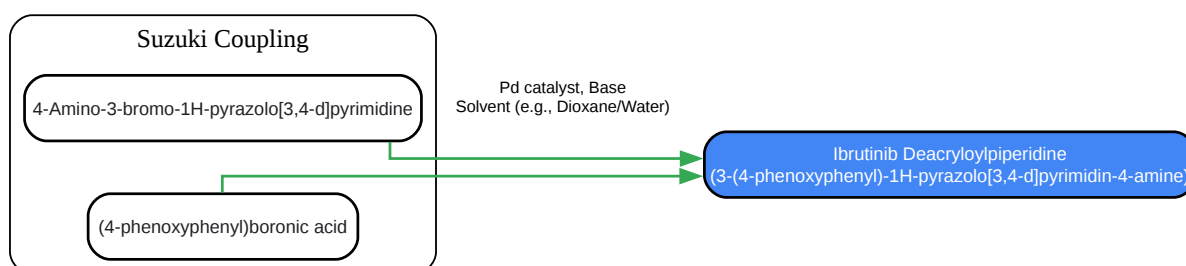 Suzuki Coupling
4-Amino-3-bromo-1H-pyrazolo[3,4-d]pyrimidine
Pd catalyst, Base
Solvent (e.g., Dioxane/Water)
Ibrutinib Deacryloylpiperidine
(3-(4-phenoxyphenyl)-1H-pyrazolo[3,4-d]pyrimidin-4-amine)
(4-phenoxyphenyl)boronic acid